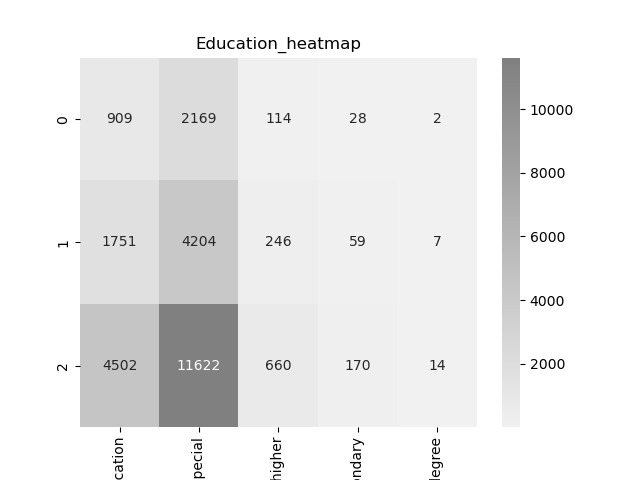 Education_heatmap
0 909 2169 114 28 2
1 1751 4204 246 59 7
2 4502 11622 660 170 14
cation pecial higher ondary legree
10000
8000
6000
4000
2000